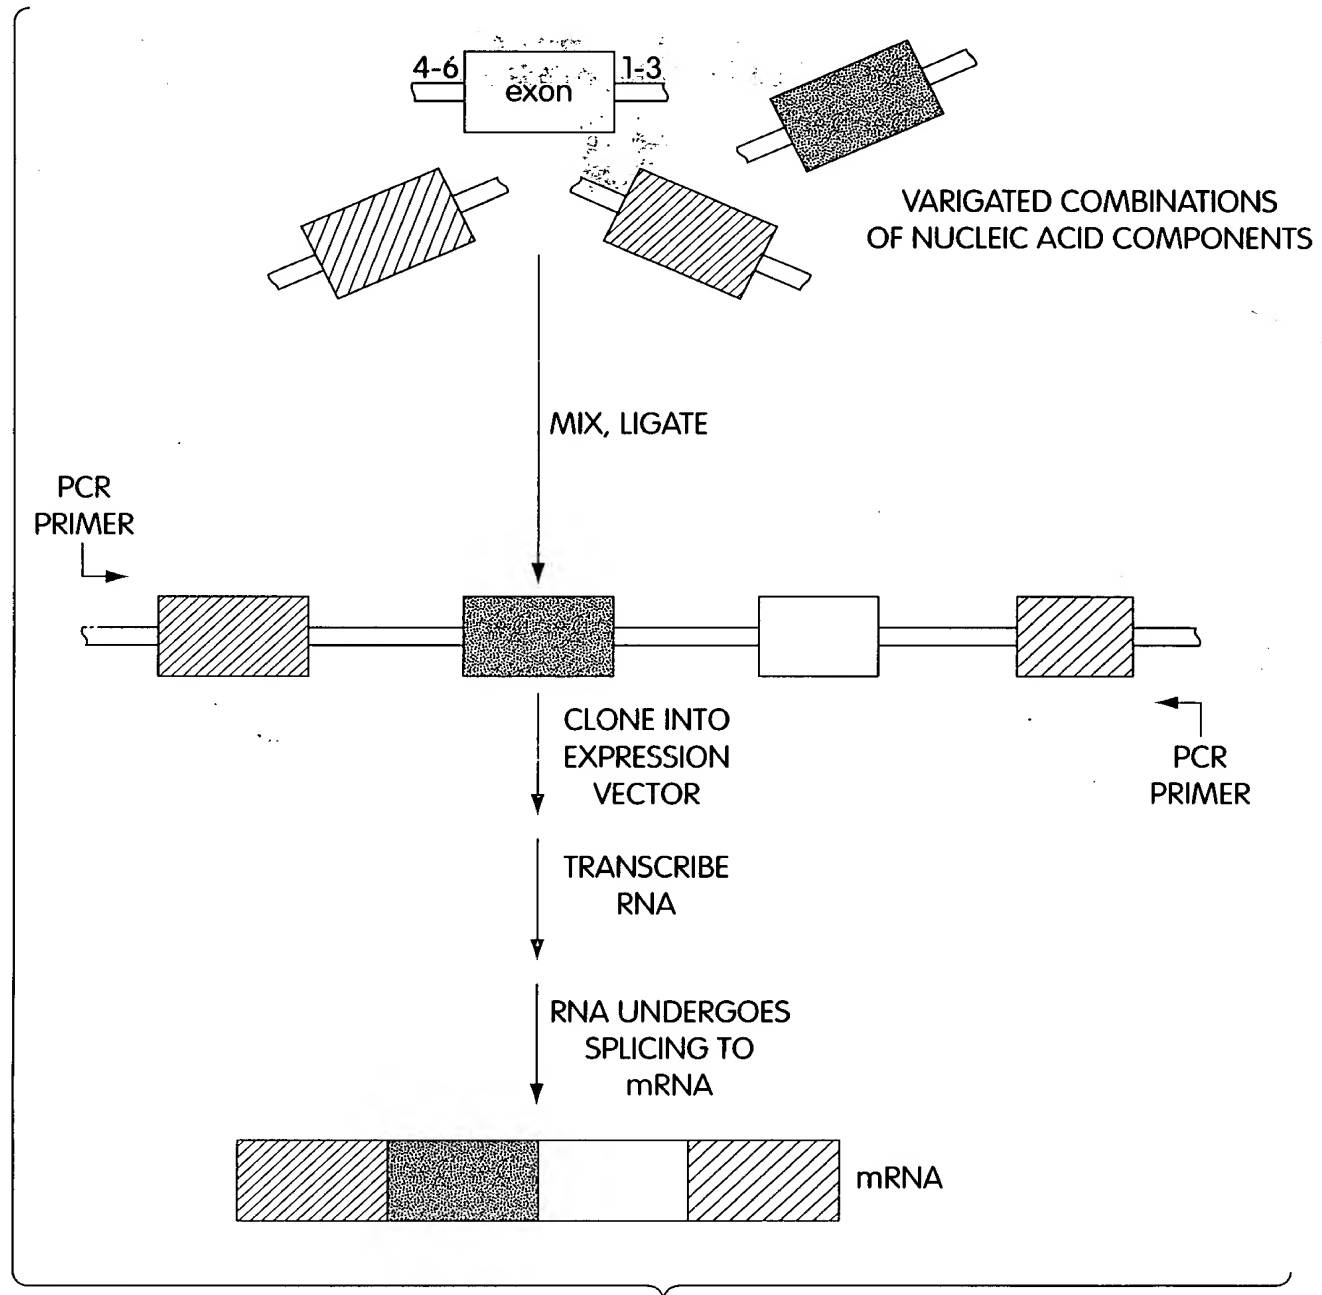 4-6
exon
1-3
VARIGATED COMBINATIONS
OF NUCLEIC ACID COMPONENTS
MIX, LIGATE
PCR
PRIMER
CLONE INTO
EXPRESSION
VECTOR
PCR
PRIMER
TRANSCRIBE
RNA
RNA UNDERGOES
SPLICING TO
mRNA
mRNA